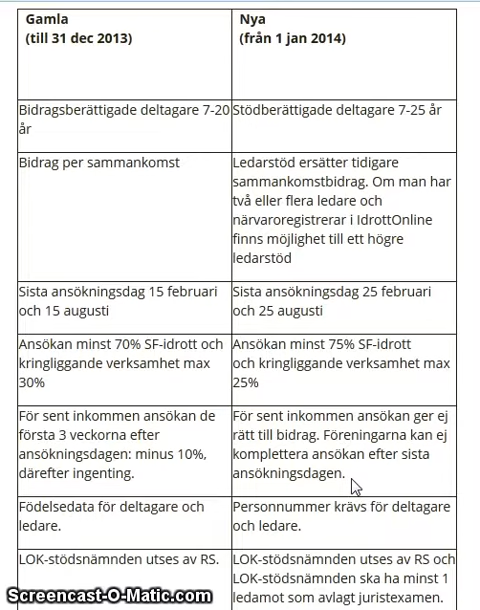 Gamla
(till 31 dec 2013)
Nya
(från 1 jan 2014)
Bidragsberättigade deltagare 7-20
år
Stödberättigade deltagare 7-25 år
Bidrag per sammankomst
Ledarstöd ersätter tidigare
sammankomstbidrag. Om man har
två eller flera ledare och
närvaroregistrerar i IdrottOnline
finns möjlighet till ett högre
ledarstöd
Sista ansökningsdag 15 februari
och 15 augusti
Sista ansökningsdag 25 februari
och 25 augusti
Ansökan minst 70% SF-idrott och
kringliggande verksamhet max
30%
Ansökan minst 75% SF-idrott
och kringliggande verksamhet max
25%
För sent inkommen ansökan de
första 3 veckorna efter
ansökningsdagen: minus 10%,
därefter ingenting.
För sent inkommen ansökan ger ej
rätt till bidrag. Föreningarna kan ej
komplettera ansökan efter sista
ansökningsdagen.
Födelsedata för deltagare och
ledare.
Personnummer krävs för deltagare
och ledare.
LOK-stödsnämnden utses av RS.
LOK-stödsnämnden utses av RS och
LOK-stödsnämnden ska ha minst 1
ledamot som avlagt juristexamen.
Screencast-O-Matic.com